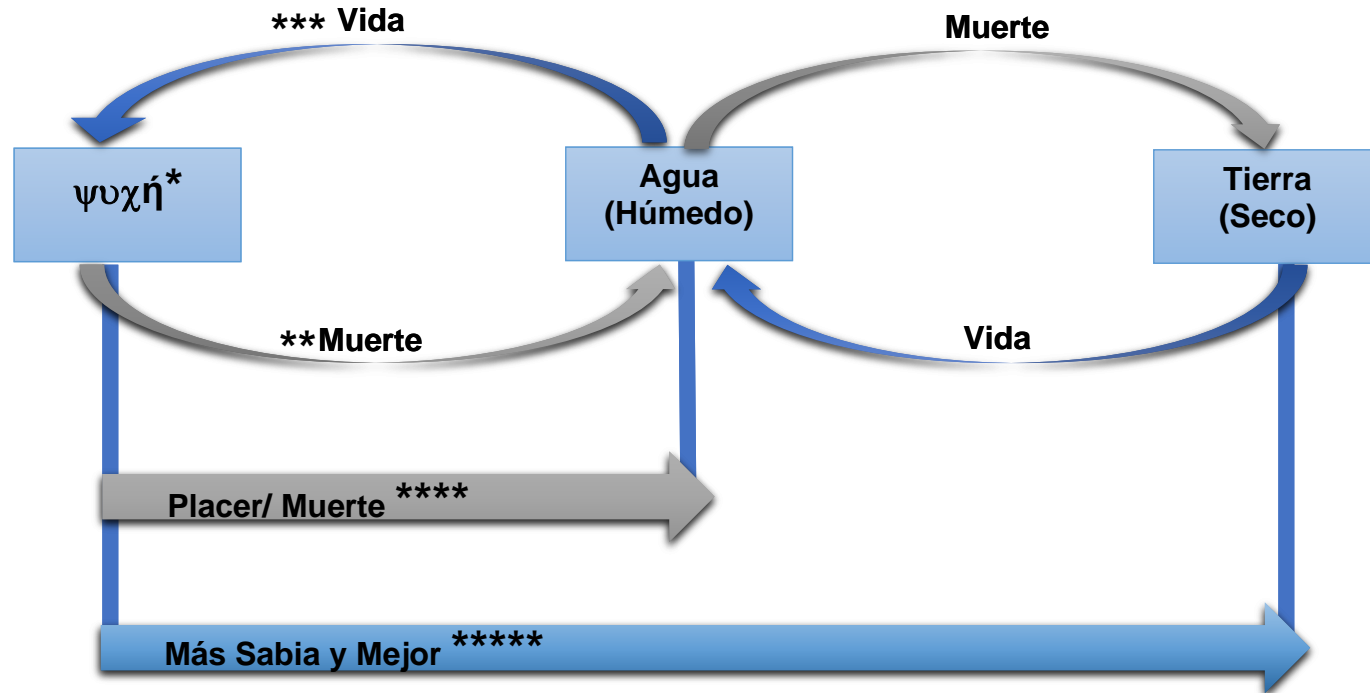 *** Vida
Muerte
ψυχή*
Agua
(Húmedo)
Tierra
(Seco)
**Muerte
Vida
Placer/ Muerte ****
Más Sabia y Mejor *****